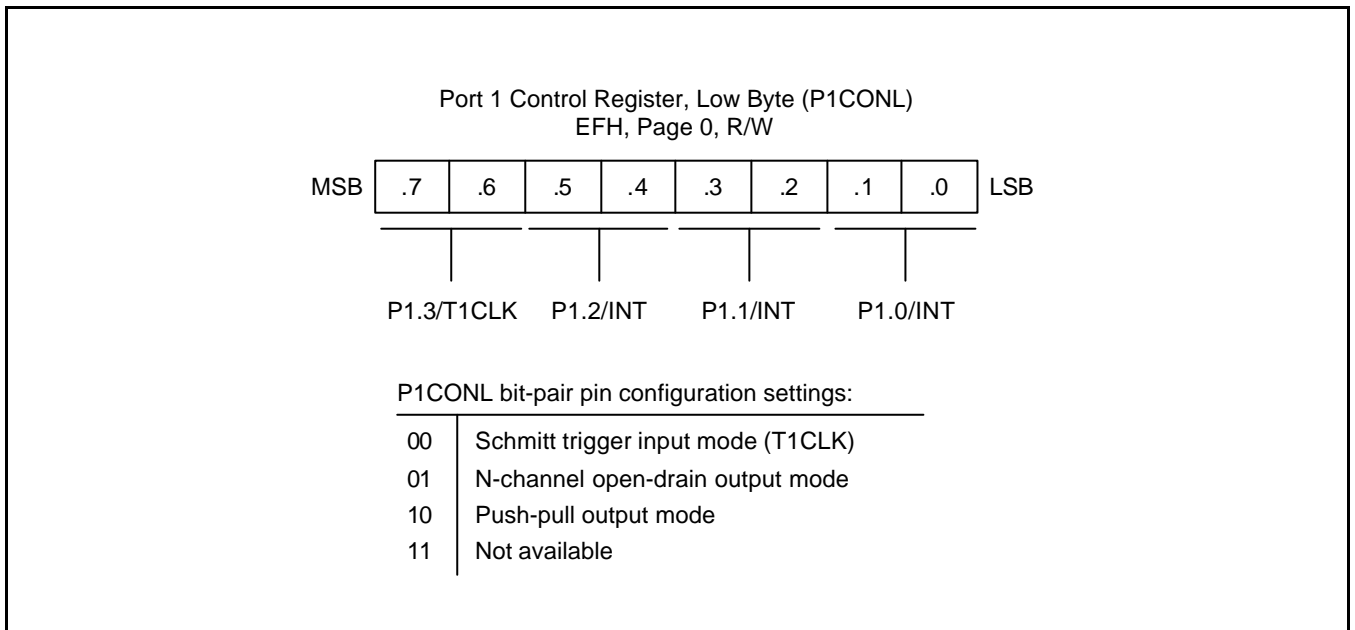 Port 1 Control Register, Low Byte (P1CONL)
EFH, Page 0, R/W
MSB .7 .6 .5 .4 .3 .2 .1 .0 LSB
P1.3/T1CLK P1.2/INT P1.1/INT P1.0/INT
P1CONL bit-pair pin configuration settings:
00 Schmitt trigger input mode (T1CLK)
01 N-channel open-drain output mode
10 Push-pull output mode
11 Not available